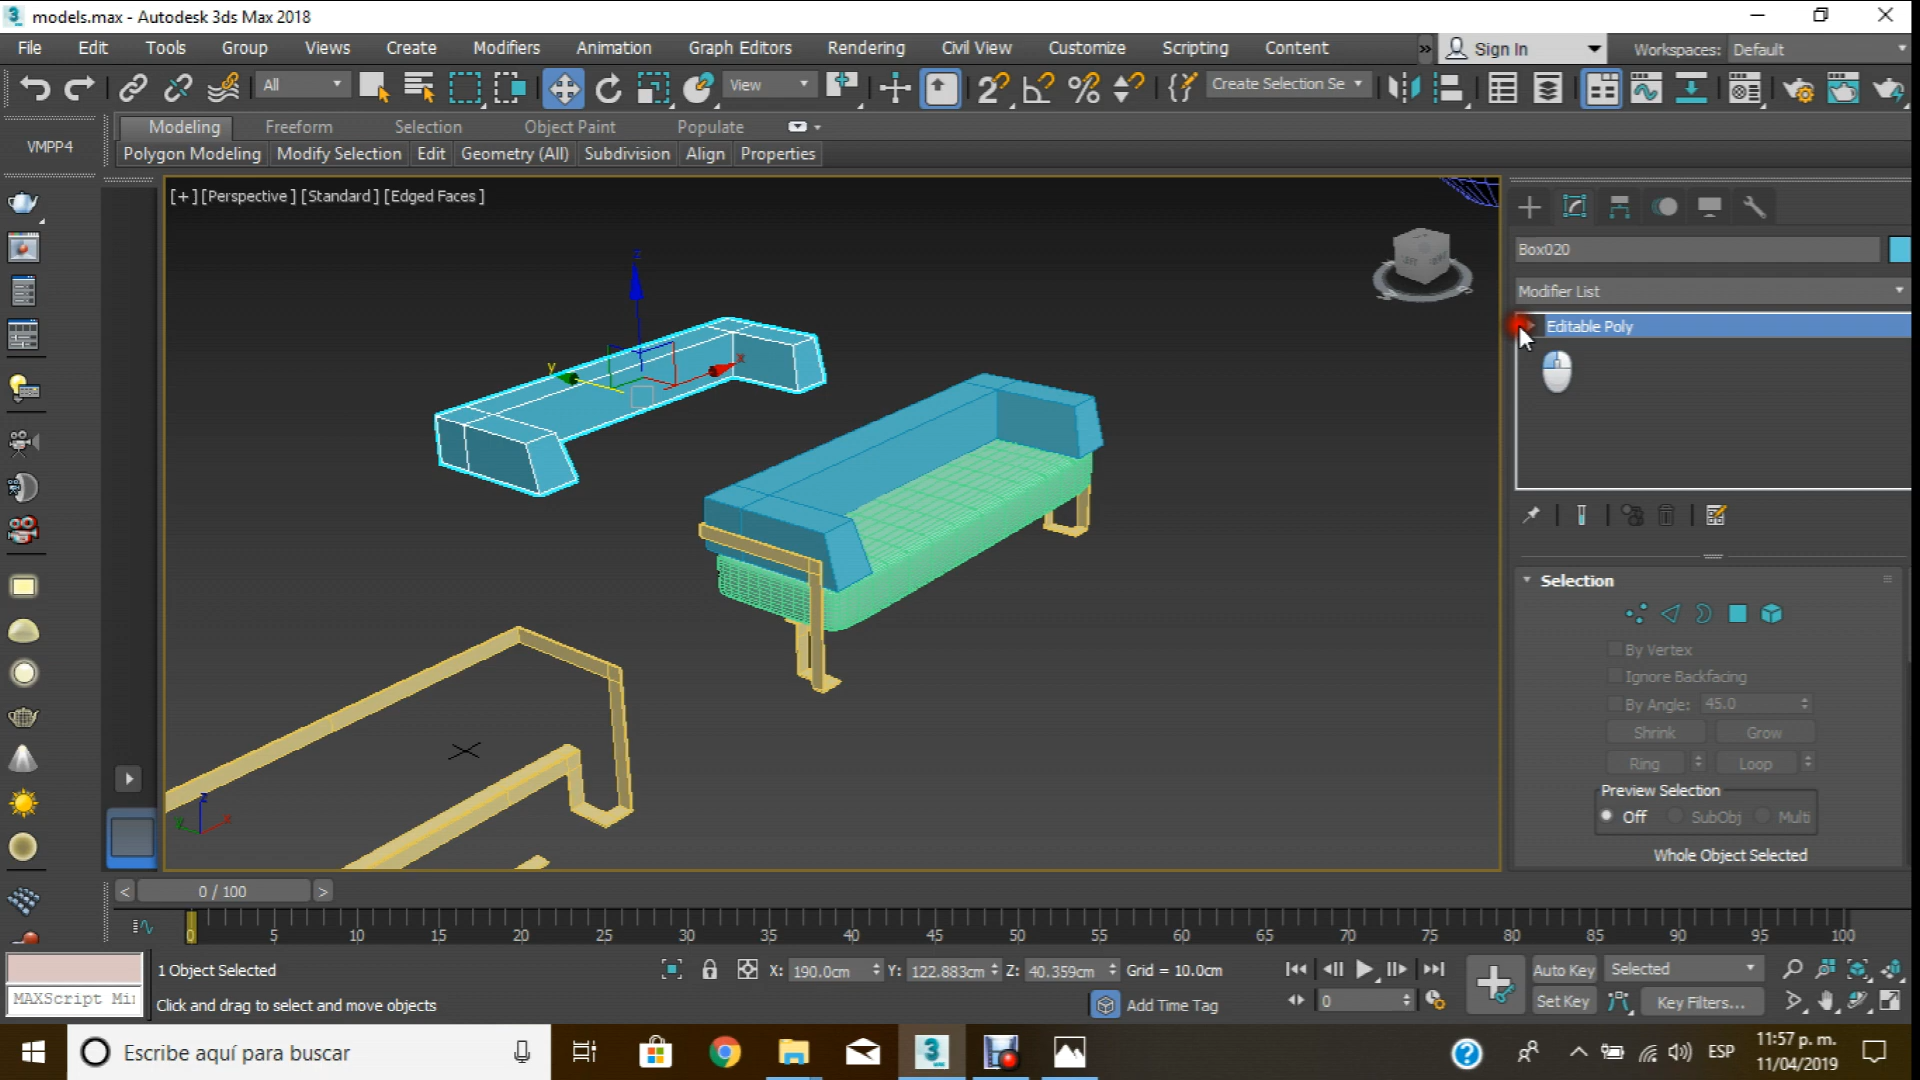 models.max - Autodesk 3ds Max 2018
File Edit Tools Group Views Create Modifiers Animation Graph Editors Rendering Civil View Customize Scripting Content » Sign In Workspaces: Default
All View Create Selection Se
Modeling Freeform Selection Object Paint Populate
VMPP4
Polygon Modeling Modify Selection Edit Geometry (All) Subdivision Align Properties
[+] [Perspective] [Standard] [Edged Faces]
Box020
Modifier List
Editable Poly
z
y
x
Selection
By Vertex
Ignore Backfacing
By Angle: 45.0
Shrink Grow
Ring Loop
Preview Selection
Off SubObj Multi
Whole Object Selected
z
y
x
< 0 / 100 >
0 5 10 15 20 25 30 35 40 45 50 55 60 65 70 75 80 85 90 95 100
1 Object Selected X: 190.0cm Y: 122.883cm Z: 40.359cm Grid = 10.0cm Auto Key Selected
MAXScript Mi
Click and drag to select and move objects Add Time Tag 0 Set Key Key Filters...
Escribe aquí para buscar ESP 11:57 p. m.
11/04/2019